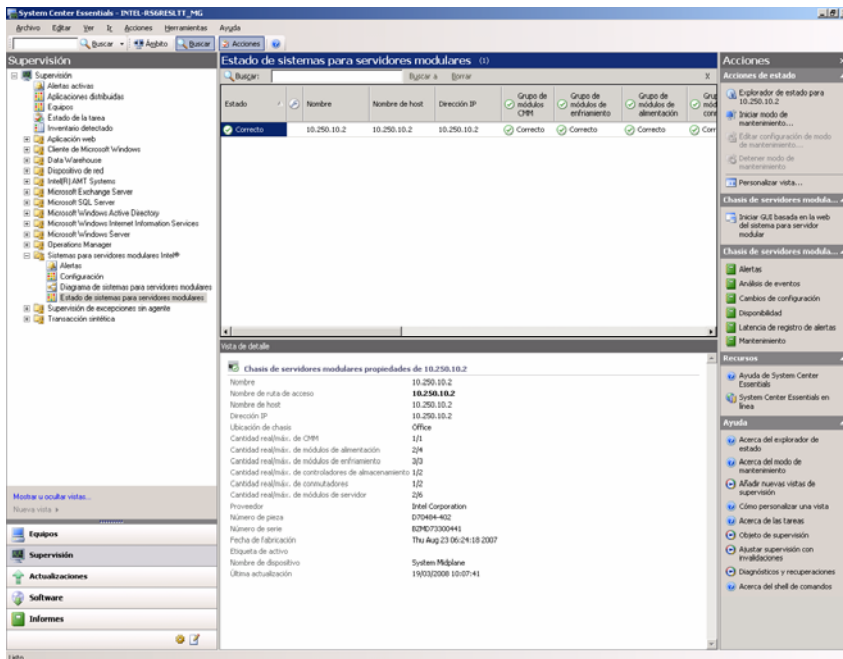 System Center Essentials - INTEL-RS6RESLTT_MG
Archivo Editar Ver Ir Acciones Herramientas Ayuda
Buscar Ámbito Buscar Acciones
Supervisión
Supervisión
Alertas activas
Aplicaciones distribuidas
Equipos
Estado de la tarea
Inventario detectado
Aplicación web
Cliente de Microsoft Windows
Data Warehouse
Dispositivo de red
Intel(R) AMT Systems
Microsoft Exchange Server
Microsoft SQL Server
Microsoft Windows Active Directory
Microsoft Windows Internet Information Services
Microsoft Windows Server
Operations Manager
Sistemas para servidores modulares Intel®
Alertas
Configuración
Diagrama de sistemas para servidores modulares
Estado de sistemas para servidores modulares
Supervisión de excepciones sin agente
Transacción sintética
Mostrar u ocultar vistas...
Nueva vista
Equipos
Supervisión
Actualizaciones
Software
Informes
Listo
Estado de sistemas para servidores modulares (1)
Buscar: Buscar a Borrar X
Estado Nombre Nombre de host Dirección IP Grupo de módulos CMM Grupo de módulos de enfriamiento Grupo de módulos de alimentación
Correcto 10.250.10.2 10.250.10.2 10.250.10.2 Correcto Correcto Correcto
Vista de detalle
Chasis de servidores modulares propiedades de 10.250.10.2
Nombre 10.250.10.2
Nombre de ruta de acceso 10.250.10.2
Nombre de host 10.250.10.2
Dirección IP 10.250.10.2
Ubicación de chasis Office
Cantidad real/máx. de CMM 1/1
Cantidad real/máx. de módulos de alimentación 2/4
Cantidad real/máx. de módulos de enfriamiento 3/3
Cantidad real/máx. de controladores de almacenamiento 1/2
Cantidad real/máx. de conmutadores 1/2
Cantidad real/máx. de módulos de servidor 2/6
Proveedor Intel Corporation
Número de pieza D70484-402
Número de serie BZMD73300441
Fecha de fabricación Thu Aug 23 06:24:18 2007
Etiqueta de activo
Nombre de dispositivo System Midplane
Última actualización 19/03/2008 10:07:41
Acciones
Acciones de estado
Explorador de estado para 10.250.10.2
Iniciar modo de mantenimiento...
Editar configuración de modo de mantenimiento...
Detener modo de mantenimiento
Personalizar vista...
Chasis de servidores modula...
Iniciar GUI basada en la web del sistema para servidor modular
Chasis de servidores modula...
Alertas
Análisis de eventos
Cambios de configuración
Disponibilidad
Latencia de registro de alertas
Mantenimiento
Recursos
Ayuda de System Center Essentials
System Center Essentials en línea
Ayuda
Acerca del explorador de estado
Acerca del modo de mantenimiento
Añadir nuevas vistas de supervisión
Cómo personalizar una vista
Acerca de las tareas
Objeto de supervisión
Ajustar supervisión con invalidaciones
Diagnósticos y recuperaciones
Acerca del shell de comandos